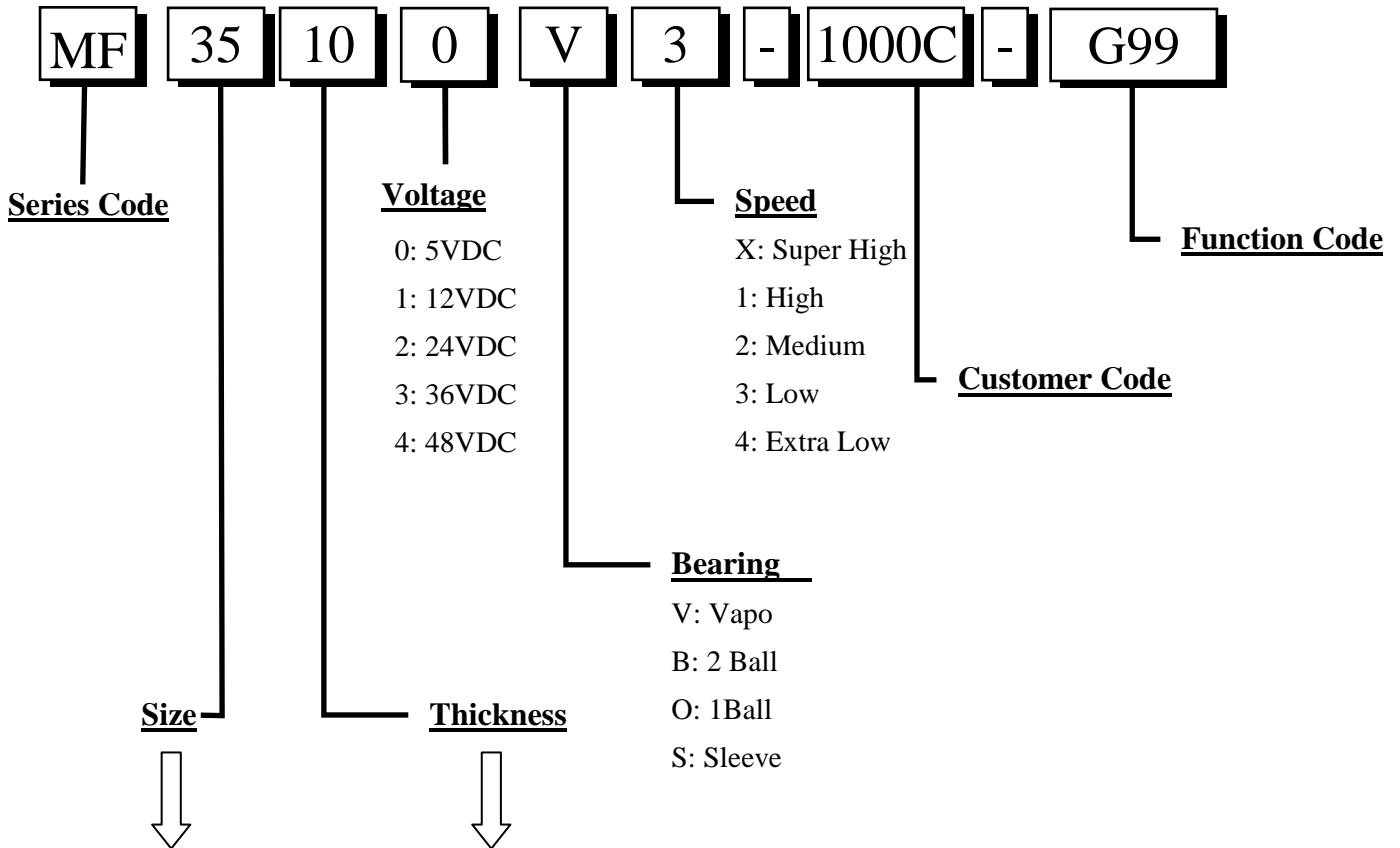 MF 35 10 0 V 3 - 1000C - G99
Series Code
Voltage
0: 5VDC
1: 12VDC
2: 24VDC
3: 36VDC
4: 48VDC
Speed
X: Super High
1: High
2: Medium
3: Low
4: Extra Low
Function Code
Customer Code
Bearing
V: Vapo
B: 2 Ball
O: 1Ball
S: Sleeve
Size
Thickness